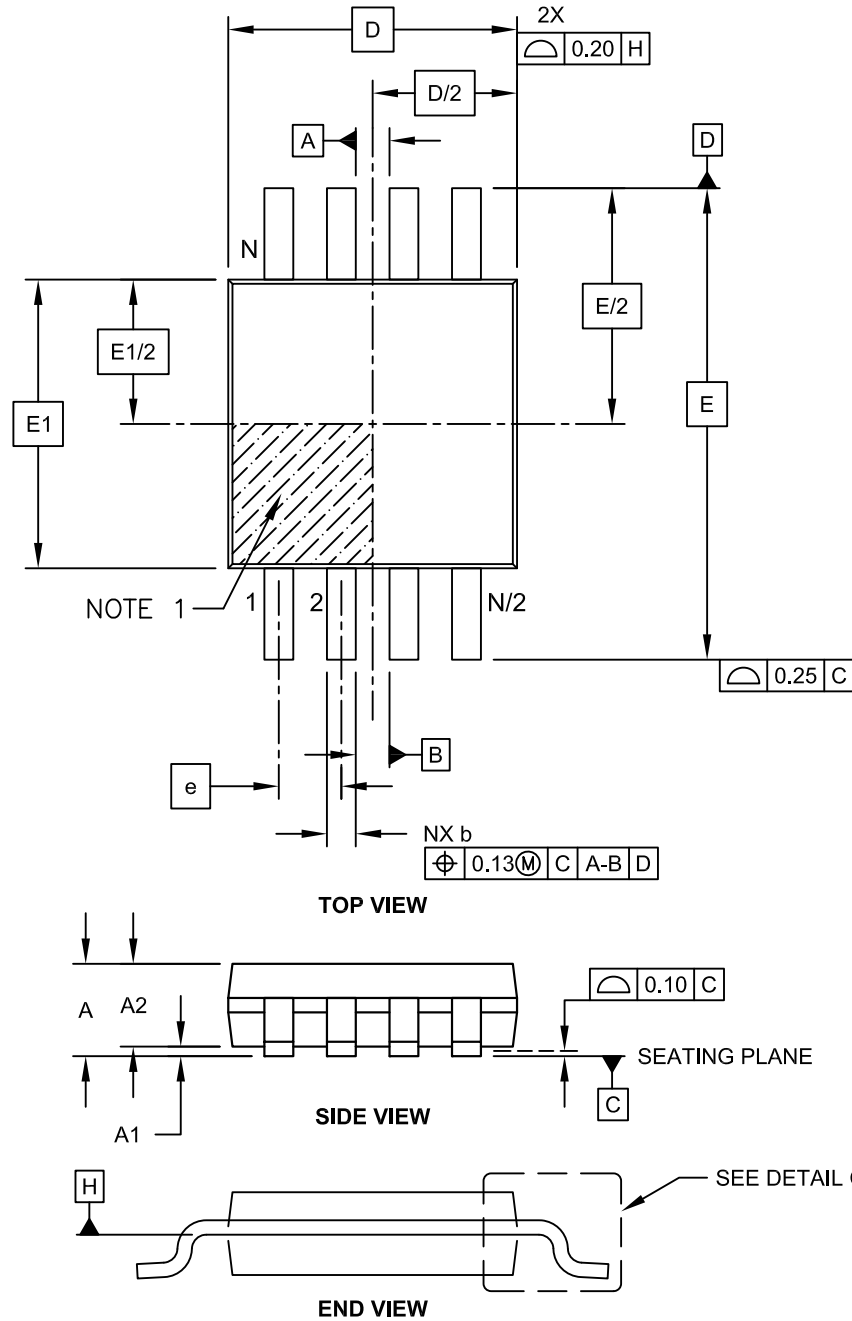 D
2X
0.20 H
D/2
A
D
N
E/2
E1/2
E1
E
NOTE 1
1 2 N/2
0.25 C
e
B
NX b
0.13Ⓜ C A-B D
TOP VIEW
A
A2
0.10 C
SEATING PLANE
C
A1
SIDE VIEW
H
SEE DETAIL
END VIEW